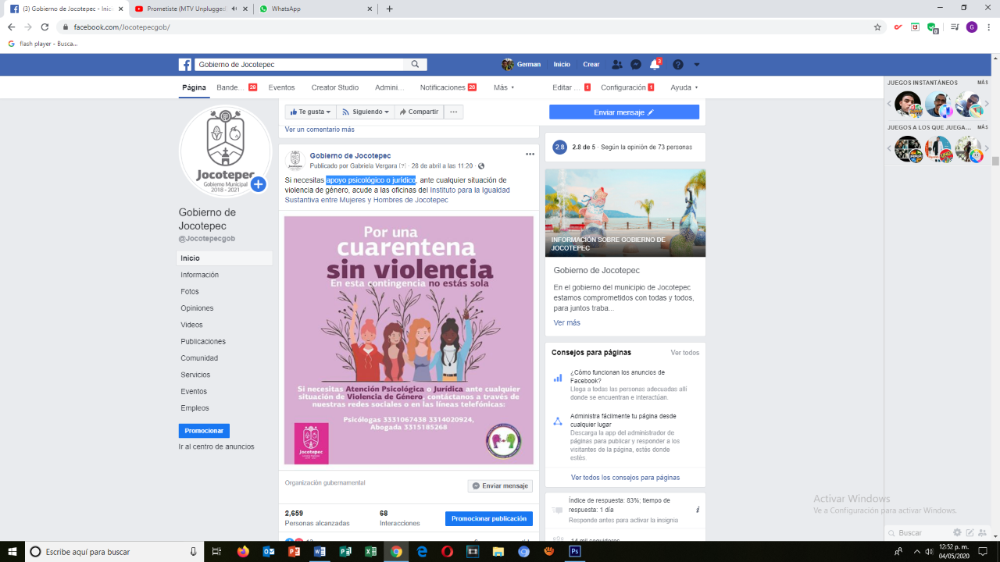 (3) Gobierno de Jocotepec - Inic
Prometiste (MTV Unplugged
WhatsApp
facebook.com/Jocotepecgob/
flash player - Busca...
Gobierno de Jocotepec
German
Inicio
Crear
3
Página
Bande... 29
Eventos
Creator Studio
Admini...
Notificaciones 26
Más
Editar ... 1
Configuración 1
Ayuda
Te gusta
Siguiendo
Compartir
Enviar mensaje
Ver un comentario más
Jocotepec
Gobierno Municipal
2018 - 2021
Gobierno de
Jocotepec
@Jocotepecgob
Inicio
Información
Fotos
Opiniones
Videos
Publicaciones
Comunidad
Servicios
Eventos
Empleos
Promocionar
Ir al centro de anuncios
Gobierno de Jocotepec
Publicado por Gabriela Vergara [?] · 28 de abril a las 11:20 ·
Si necesitas apoyo psicológico o jurídico, ante cualquier situación de
violencia de género, acude a las oficinas del Instituto para la Igualdad
Sustantiva entre Mujeres y Hombres de Jocotepec
Por una
cuarentena
sin violencia
En esta contingencia no estás sola
Si necesitas Atención Psicológica o Jurídica ante cualquier
situación de Violencia de Género, contáctanos a través de
nuestras redes sociales o en las líneas telefónicas:
Psicólogas 3331067438 3314020924,
Abogada 3315185268
Jocotepec
Organización gubernamental
Enviar mensaje
2,659
Personas alcanzadas
68
Interacciones
Promocionar publicación
2.8
2.8 de 5 · Según la opinión de 73 personas
INFORMACIÓN SOBRE GOBIERNO DE
JOCOTEPEC
Gobierno de Jocotepec
En el gobierno del municipio de Jocotepec
estamos comprometidos con todas y todos,
para juntos traba...
Ver más
Consejos para páginas
Ver todos
¿Cómo funcionan los anuncios de
Facebook?
Llega a todas las personas adecuadas allí
donde se encuentran e interactúan.
Administra fácilmente tu página desde
cualquier lugar
Descarga la app del administrador de
páginas para publicar y responder a los
visitantes de la página, estés donde
estés.
Ver todos los consejos para páginas
Índice de respuesta: 83%; tiempo de
respuesta: 1 día
Responde antes para activar la insignia
14 mil seguidores
JUEGOS INSTANTÁNEOS
MÁS
JUEGOS A LOS QUE JUEGA...
MÁS
Activar Windows
Ve a Configuración para activar Windows.
Buscar
Escribe aquí para buscar
12:52 p. m.
04/05/2020